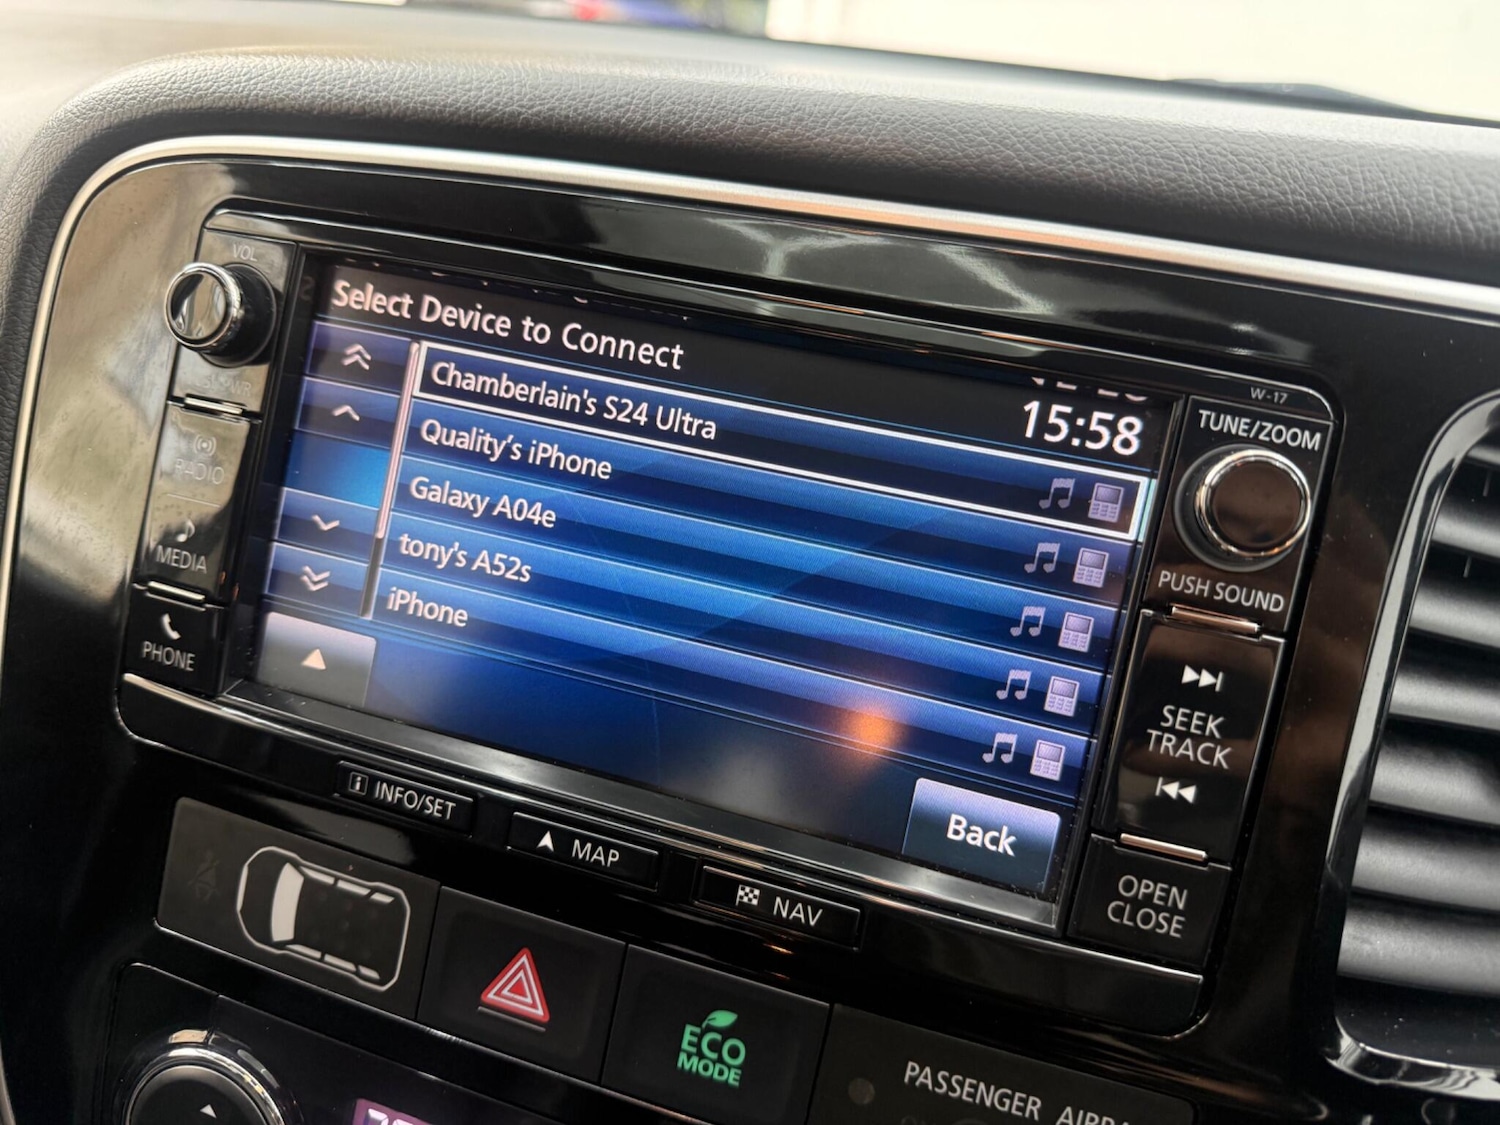 VOL
W-17
Select Device to Connect
15:58
TUNE/ZOOM
Chamberlain's S24 Ultra
Quality's iPhone
Galaxy A04e
tony's A52s
iPhone
RADIO
MEDIA
PHONE
PUSH SOUND
SEEK
TRACK
Back
OPEN
CLOSE
INFO/SET
MAP
NAV
ECO
MODE
PASSENGER